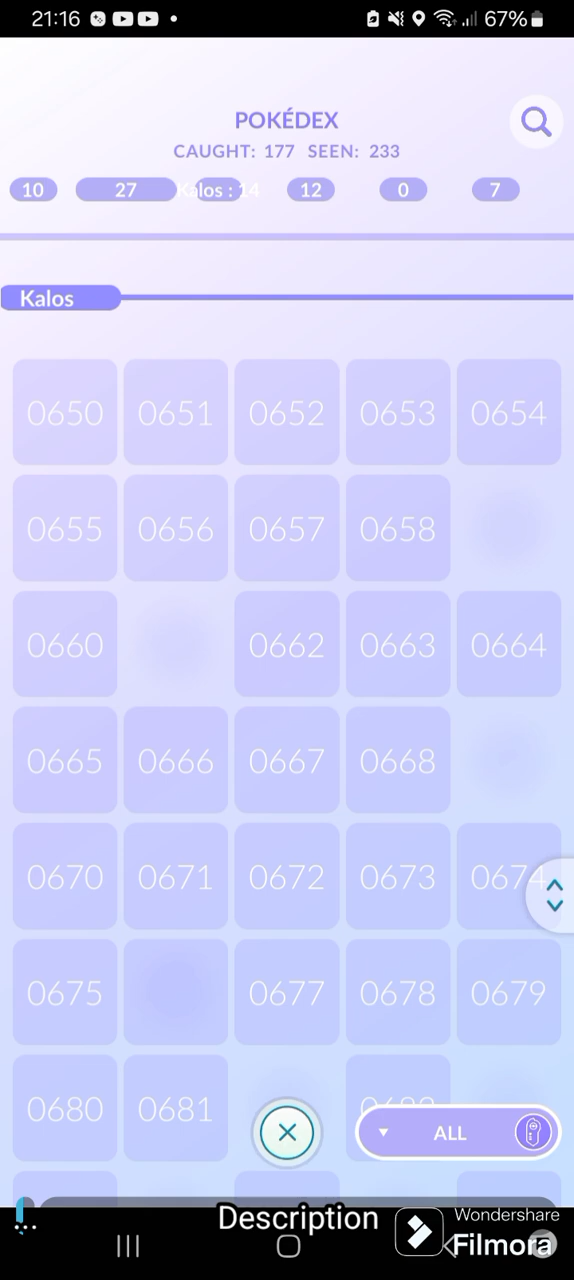 21:16 67%
POKÉDEX
CAUGHT: 177 SEEN: 233
10 27 Kalos : 14 12 0 7
Kalos
0650 0651 0652 0653 0654
0655 0656 0657 0658
0660 0662 0663 0664
0665 0666 0667 0668
0670 0671 0672 0673 0674
0675 0677 0678 0679
0680 0681 0683
ALL
Description
Wondershare
Filmora